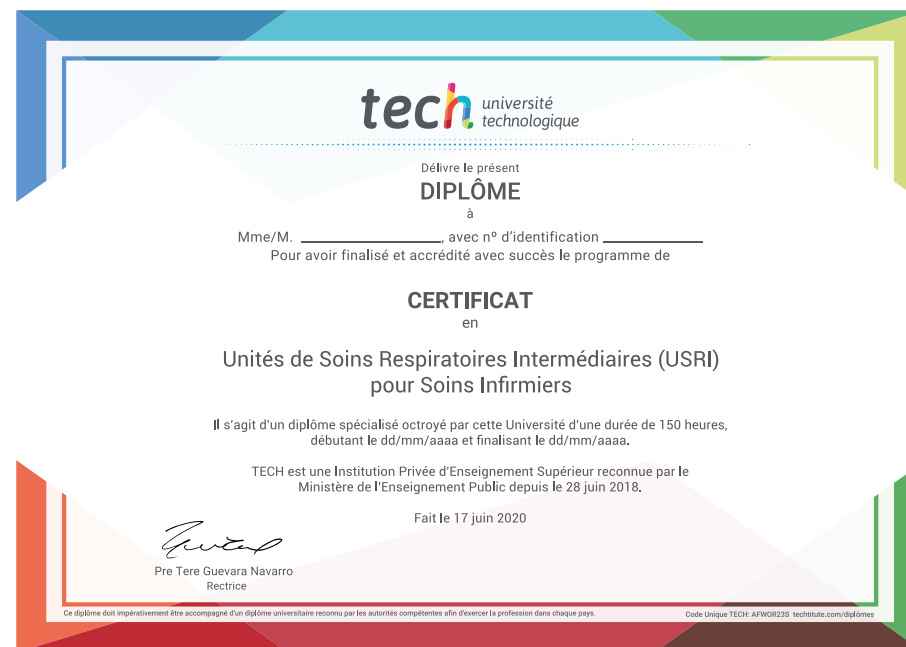 tech université
technologique
Délivre le présent
DIPLÔME
à
Mme/M. ____________________, avec nº d'identification ______________
Pour avoir finalisé et accrédité avec succès le programme de
CERTIFICAT
en
Unités de Soins Respiratoires Intermédiaires (USRI)
pour Soins Infirmiers
Il s'agit d'un diplôme spécialisé octroyé par cette Université d'une durée de 150 heures,
débutant le dd/mm/aaaa et finalisant le dd/mm/aaaa.
TECH est une Institution Privée d'Enseignement Supérieur reconnue par le
Ministère de l'Enseignement Public depuis le 28 juin 2018.
Fait le 17 juin 2020
Pre Tere Guevara Navarro
Rectrice
Ce diplôme doit impérativement être accompagné d'un diplôme universitaire reconnu par les autorités compétentes afin d'exercer la profession dans chaque pays.
Code Unique TECH: AFWOR23S techtitute.com/diplômes